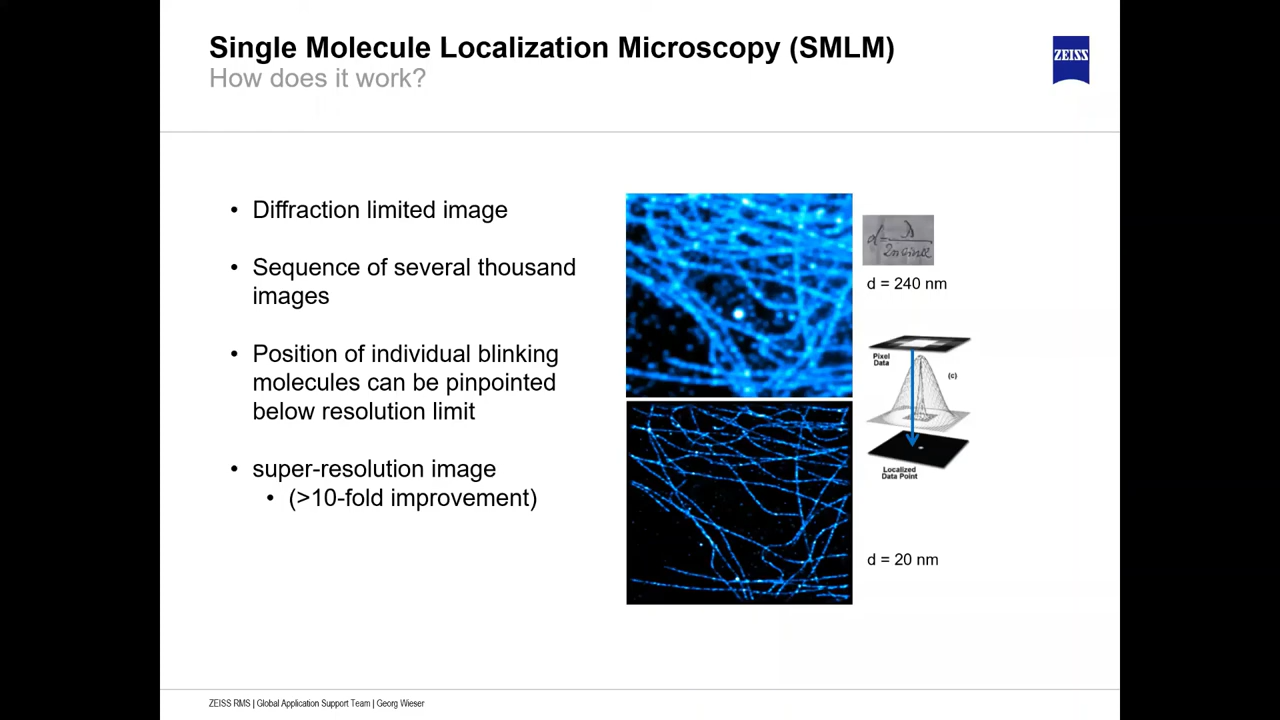 Single Molecule Localization Microscopy (SMLM)
How does it work?
ZEISS
• Diffraction limited image
• Sequence of several thousand
images
• Position of individual blinking
molecules can be pinpointed
below resolution limit
• super-resolution image
• (>10-fold improvement)
d = λ / 2n sinα
d = 240 nm
Pixel
Data
(c)
Localized
Data Point
d = 20 nm
ZEISS RMS | Global Application Support Team | Georg Wieser